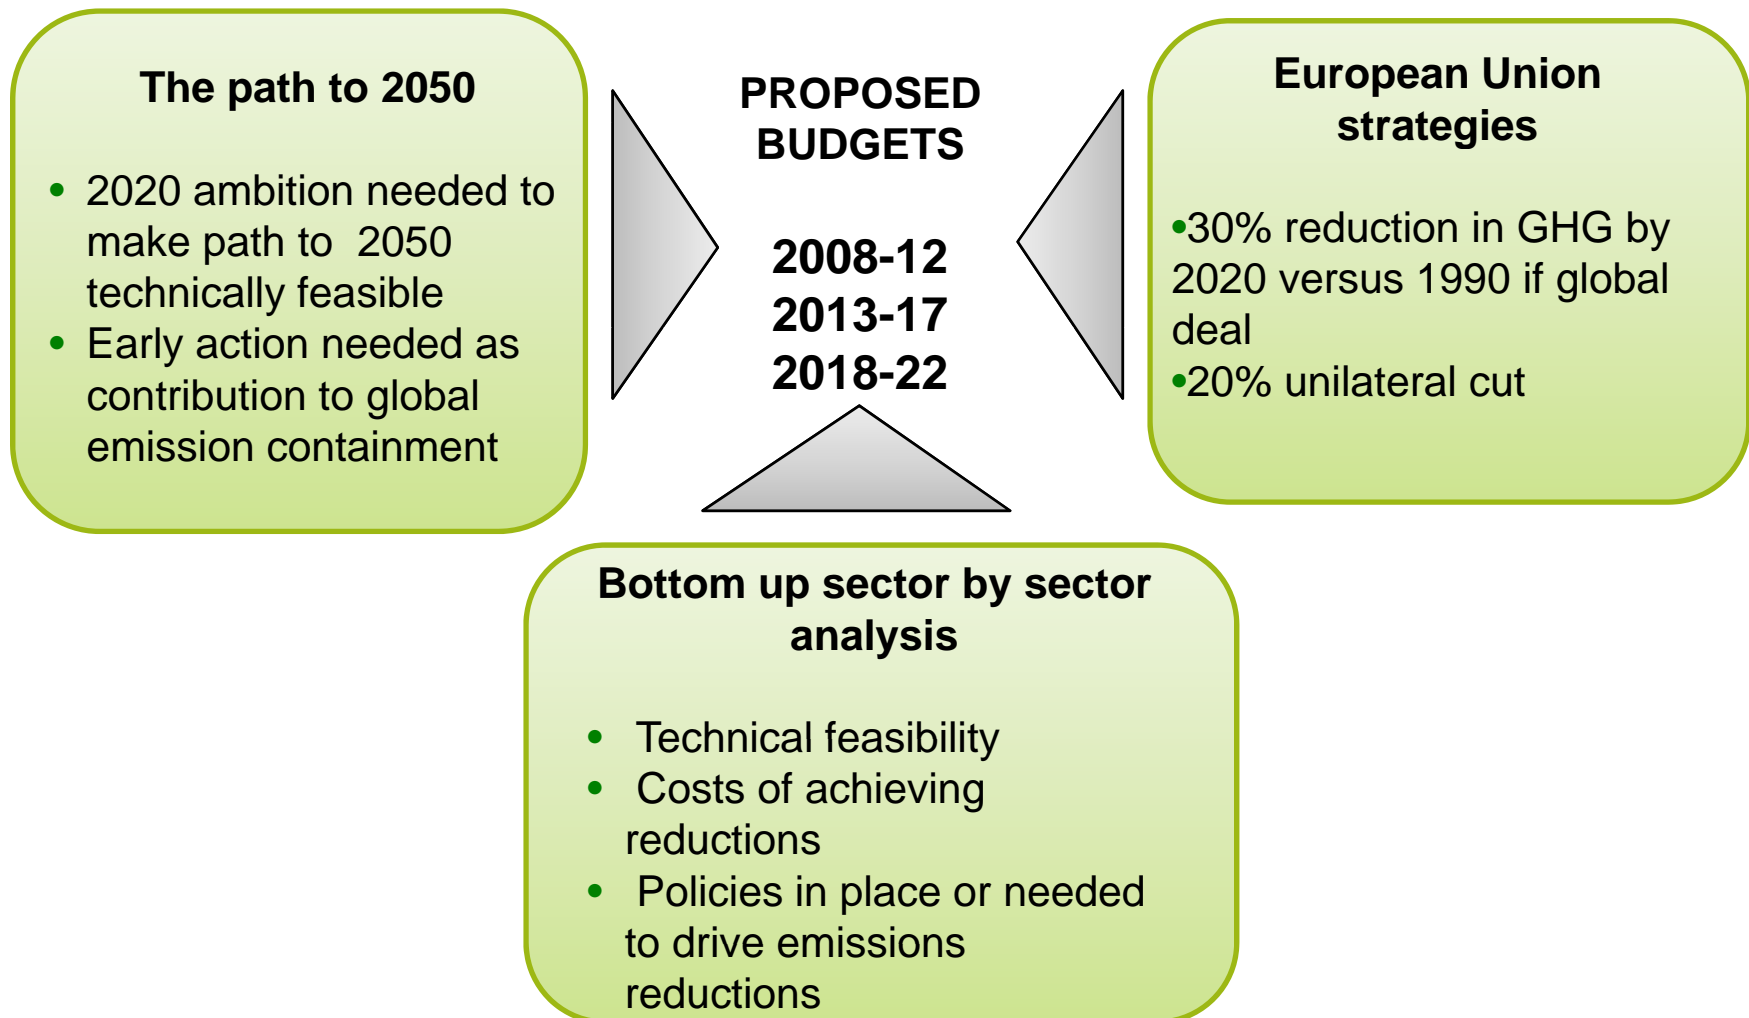 The path to 2050
• 2020 ambition needed to
make path to  2050
technically feasible
• Early action needed as
contribution to global
emission containment
PROPOSED
BUDGETS
2008-12
2013-17
2018-22
European Union
strategies
•30% reduction in GHG by
2020 versus 1990 if global
deal
•20% unilateral cut
Bottom up sector by sector
analysis
• Technical feasibility
• Costs of achieving
reductions
• Policies in place or needed
to drive emissions
reductions